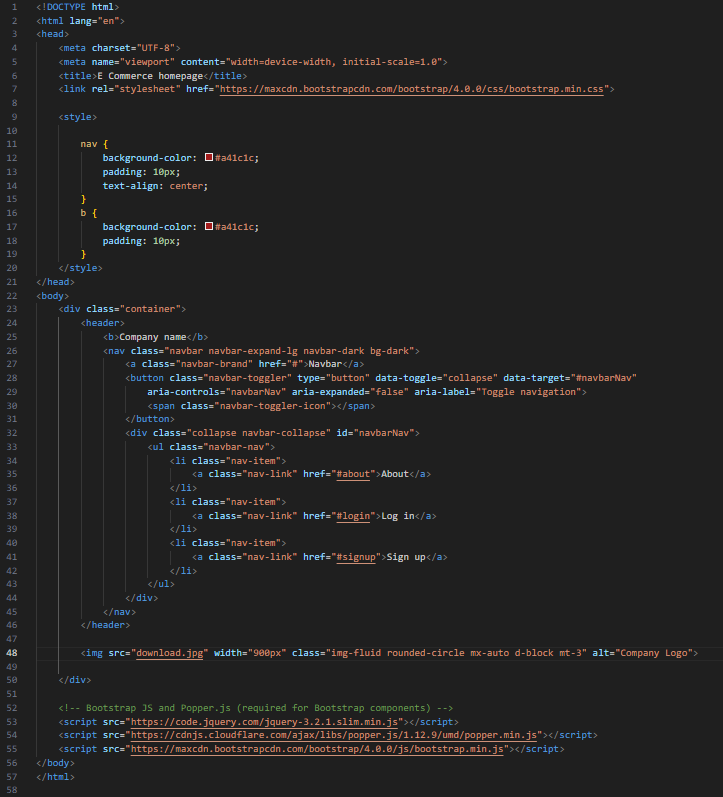 1 <!DOCTYPE html>
2 <html lang="en">
3 <head>
4     <meta charset="UTF-8">
5     <meta name="viewport" content="width=device-width, initial-scale=1.0">
6     <title>E Commerce homepage</title>
7     <link rel="stylesheet" href="https://maxcdn.bootstrapcdn.com/bootstrap/4.0.0/css/bootstrap.min.css">
8
9     <style>
10
11         nav {
12             background-color: #a41c1c;
13             padding: 10px;
14             text-align: center;
15         }
16         b {
17             background-color: #a41c1c;
18             padding: 10px;
19         }
20     </style>
21 </head>
22 <body>
23     <div class="container">
24         <header>
25             <b>Company name</b>
26             <nav class="navbar navbar-expand-lg navbar-dark bg-dark">
27                 <a class="navbar-brand" href="#">Navbar</a>
28                 <button class="navbar-toggler" type="button" data-toggle="collapse" data-target="#navbarNav"
29                     aria-controls="navbarNav" aria-expanded="false" aria-label="Toggle navigation">
30                     <span class="navbar-toggler-icon"></span>
31                 </button>
32                 <div class="collapse navbar-collapse" id="navbarNav">
33                     <ul class="navbar-nav">
34                         <li class="nav-item">
35                             <a class="nav-link" href="#about">About</a>
36                         </li>
37                         <li class="nav-item">
38                             <a class="nav-link" href="#login">Log in</a>
39                         </li>
40                         <li class="nav-item">
41                             <a class="nav-link" href="#signup">Sign up</a>
42                         </li>
43                     </ul>
44                 </div>
45             </nav>
46         </header>
47
48         <img src="download.jpg" width="900px" class="img-fluid rounded-circle mx-auto d-block mt-3" alt="Company Logo">
49
50     </div>
51
52     <!-- Bootstrap JS and Popper.js (required for Bootstrap components) -->
53     <script src="https://code.jquery.com/jquery-3.2.1.slim.min.js"></script>
54     <script src="https://cdnjs.cloudflare.com/ajax/libs/popper.js/1.12.9/umd/popper.min.js"></script>
55     <script src="https://maxcdn.bootstrapcdn.com/bootstrap/4.0.0/js/bootstrap.min.js"></script>
56 </body>
57 </html>
58